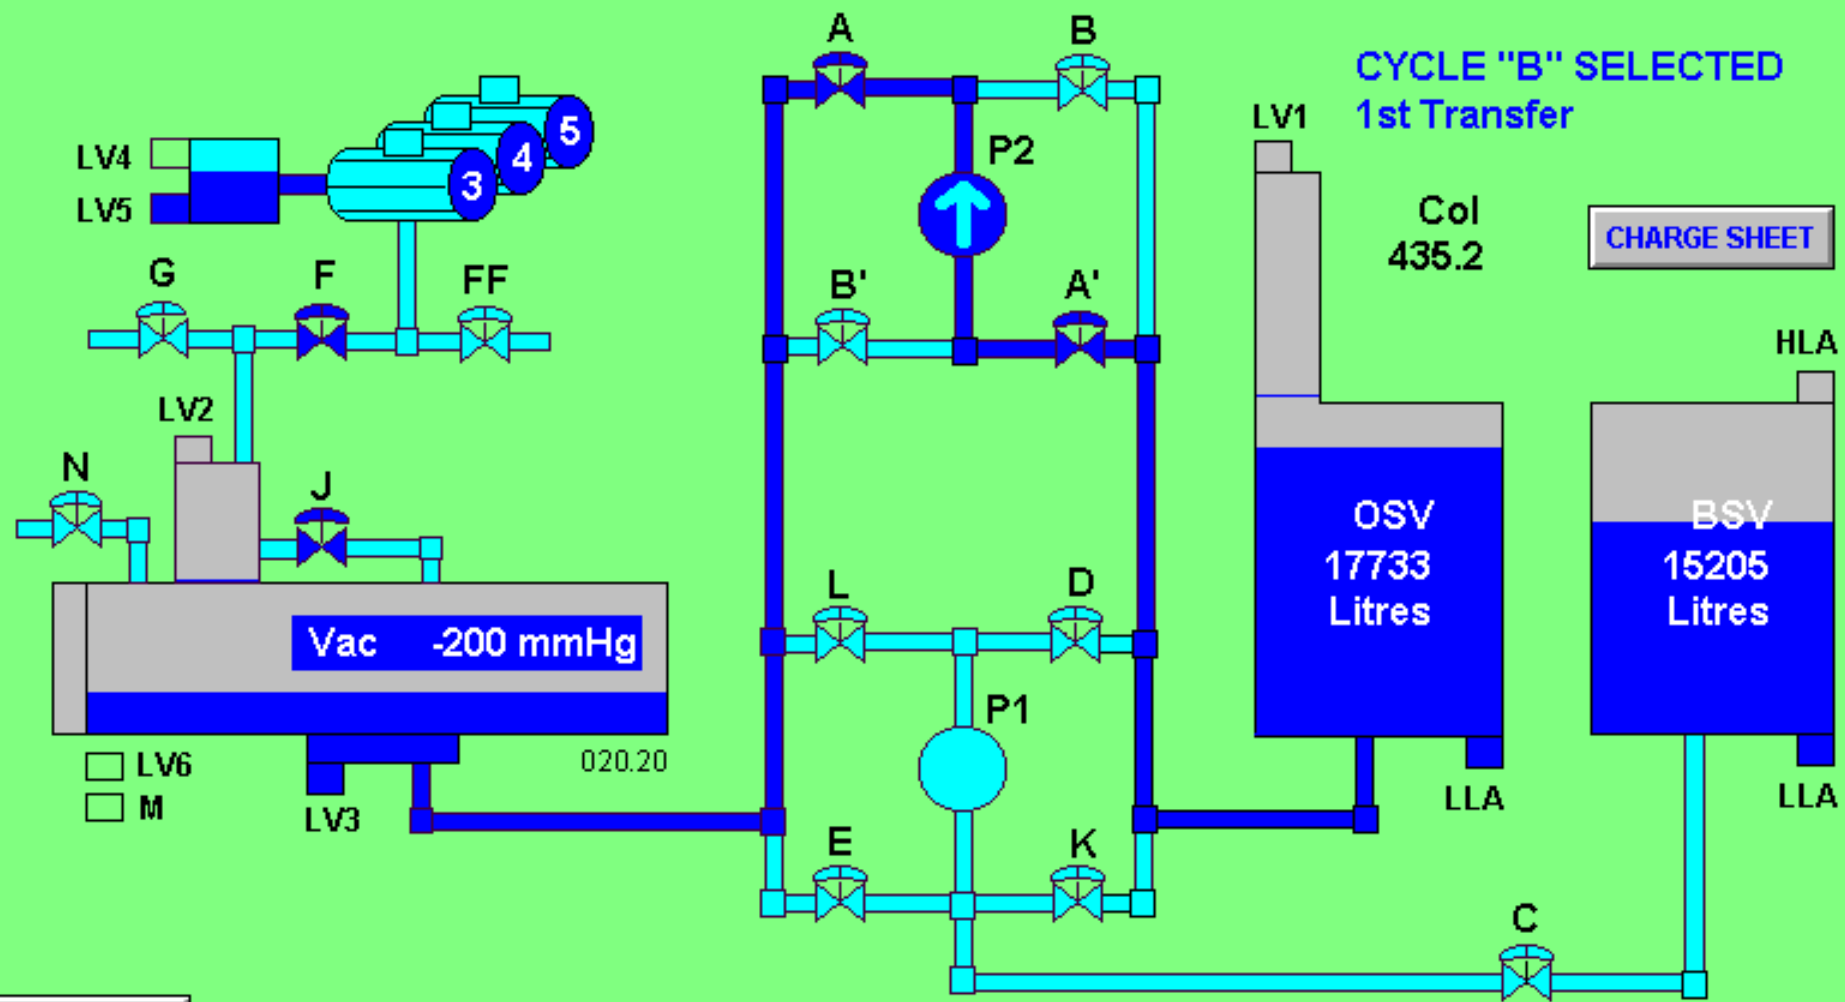 A
B
CYCLE "B" SELECTED
LV1
1st Transfer
LV4
5
P2
4
3
LV5
Col
435.2
CHARGE SHEET
G
F
FF
B'
A'
HLA
LV2
N
J
OSV
17733
Litres
BSV
15205
Litres
L
D
Vac -200 mmHg
P1
LV6
020.20
M
LV3
LLA
LLA
E
K
C